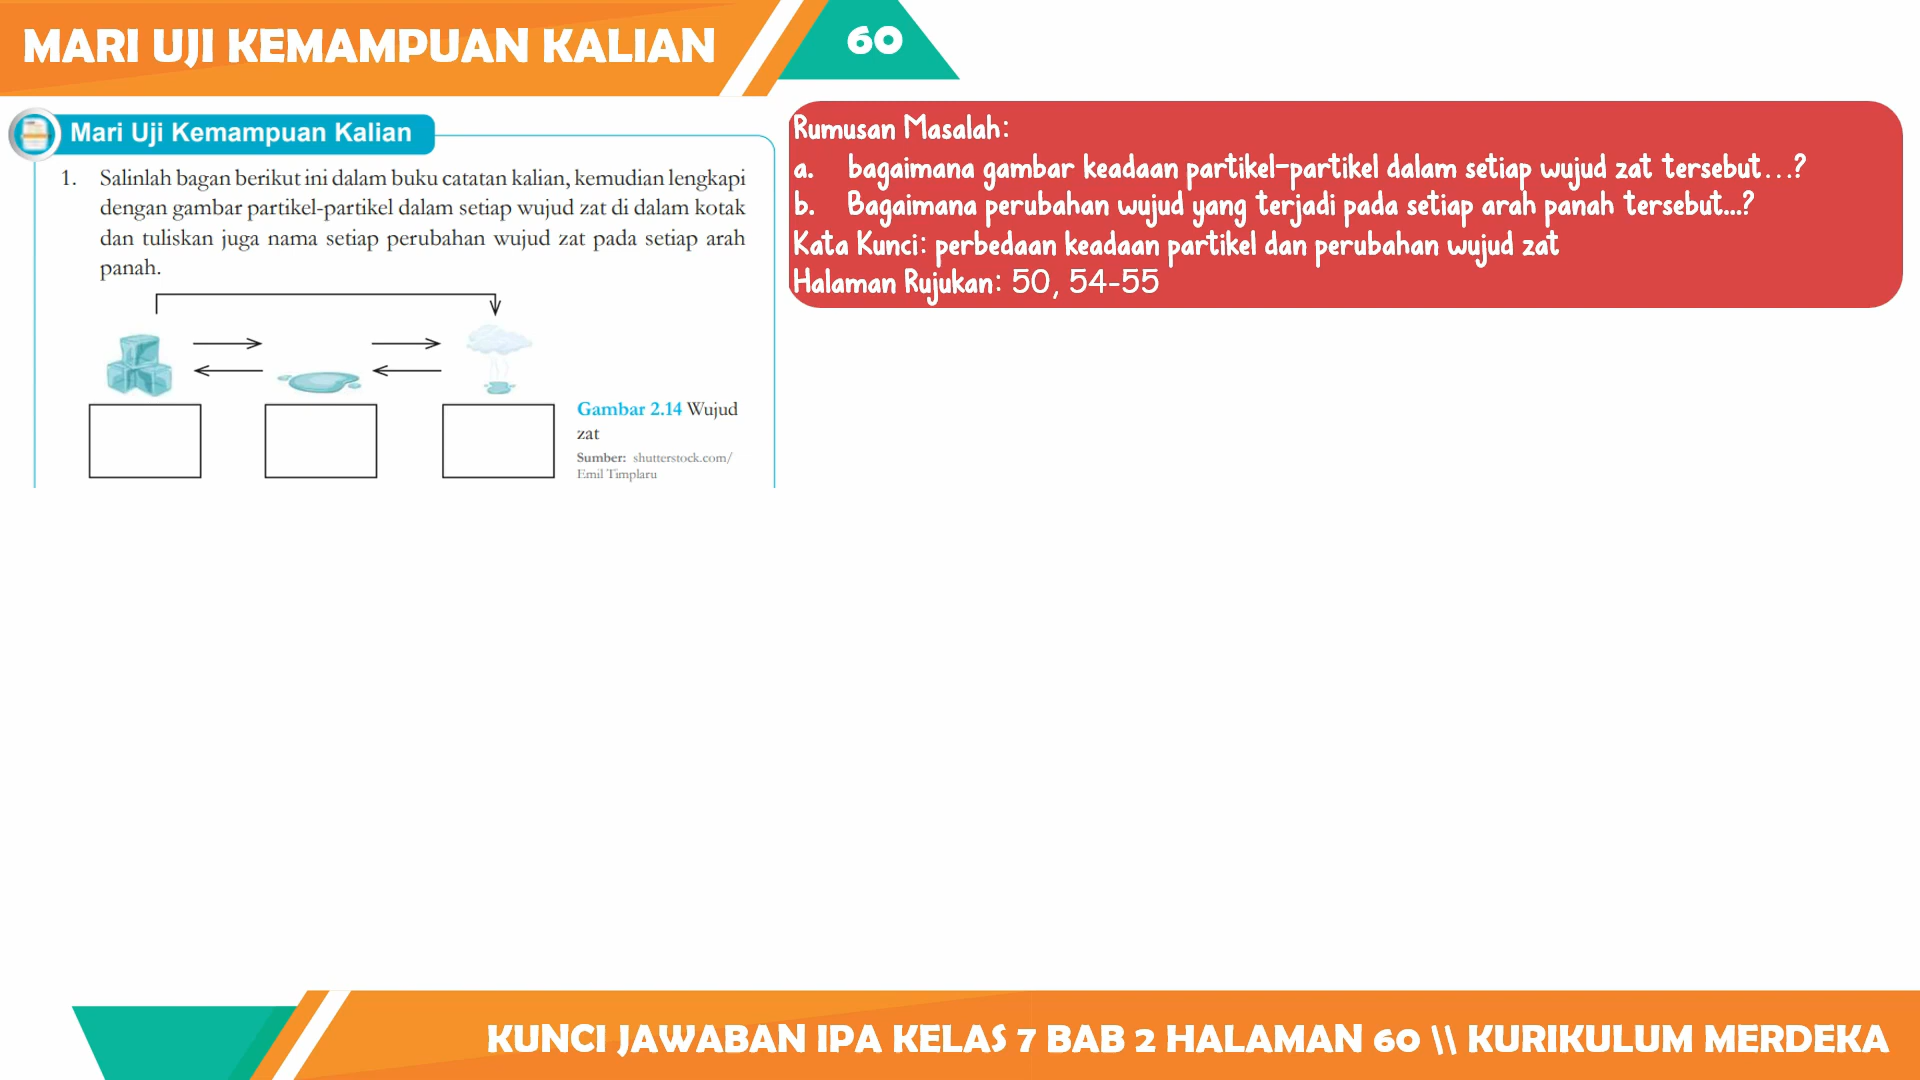 MARI UJI KEMAMPUAN KALIAN
60
Mari Uji Kemampuan Kalian
1. Salinlah bagan berikut ini dalam buku catatan kalian, kemudian lengkapi
dengan gambar partikel-partikel dalam setiap wujud zat di dalam kotak
dan tuliskan juga nama setiap perubahan wujud zat pada setiap arah
panah.
Gambar 2.14 Wujud
zat
Sumber: shutterstock.com/
Emil Timplaru
Rumusan Masalah:
a. bagaimana gambar keadaan partikel-partikel dalam setiap wujud zat tersebut...?
b. Bagaimana perubahan wujud yang terjadi pada setiap arah panah tersebut...?
Kata Kunci: perbedaan keadaan partikel dan perubahan wujud zat
Halaman Rujukan: 50, 54-55
KUNCI JAWABAN IPA KELAS 7 BAB 2 HALAMAN 60 \\ KURIKULUM MERDEKA